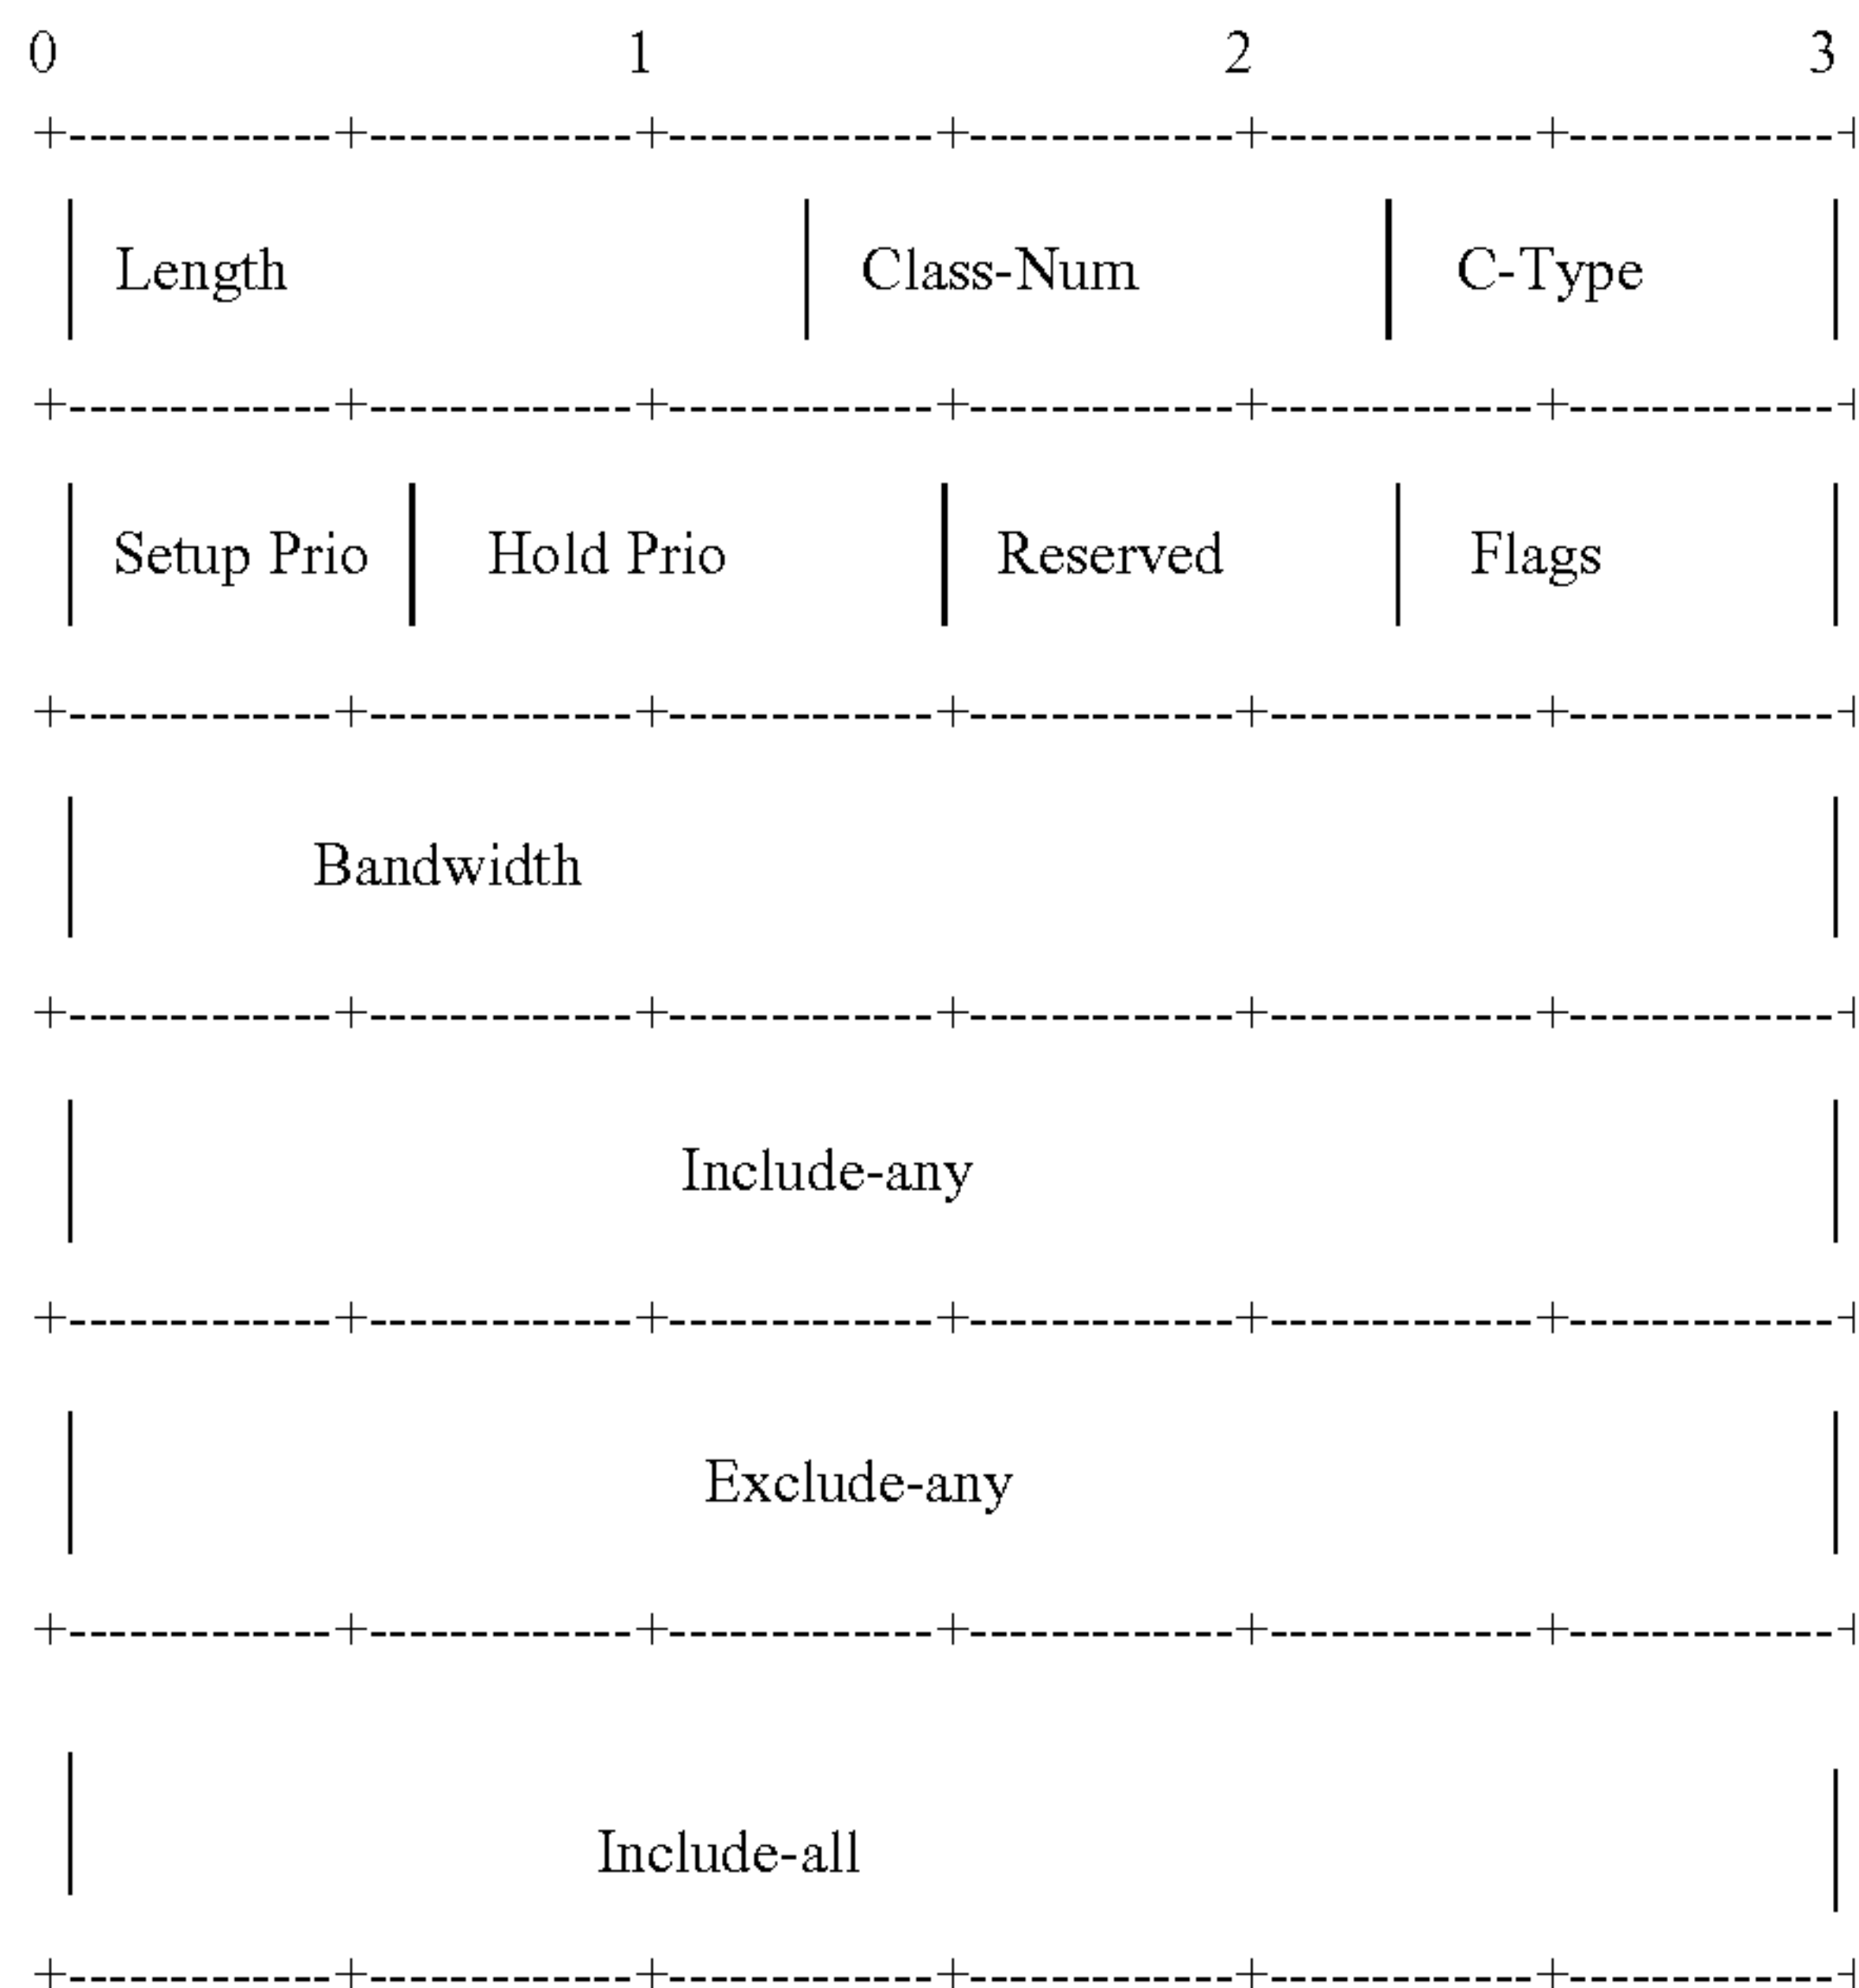 0 1 2 3
+-------------+-------------+-------------+-------------+-------------+-------------+
| Length | Class-Num | C-Type |
+-------------+-------------+-------------+-------------+-------------+-------------+
| Setup Prio | Hold Prio | Reserved | Flags |
+-------------+-------------+-------------+-------------+-------------+-------------+
| Bandwidth |
+-------------+-------------+-------------+-------------+-------------+-------------+
| Include-any |
+-------------+-------------+-------------+-------------+-------------+-------------+
| Exclude-any |
+-------------+-------------+-------------+-------------+-------------+-------------+
| Include-all |
+-------------+-------------+-------------+-------------+-------------+-------------+